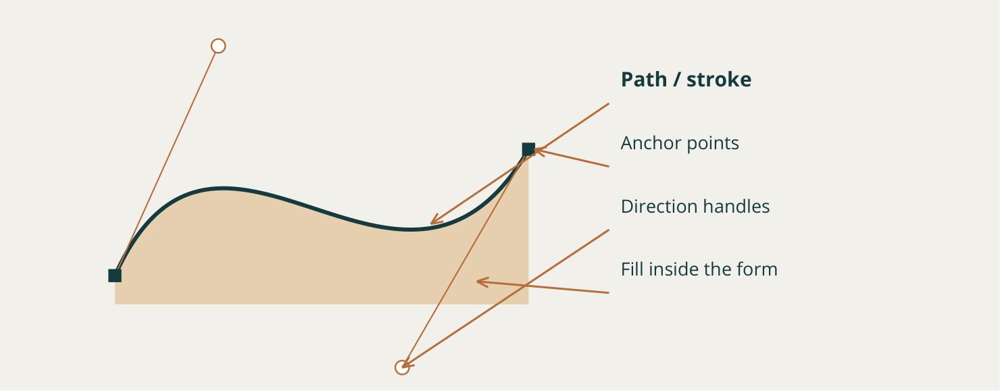 Path / stroke
Anchor points
Direction handles
Fill inside the form